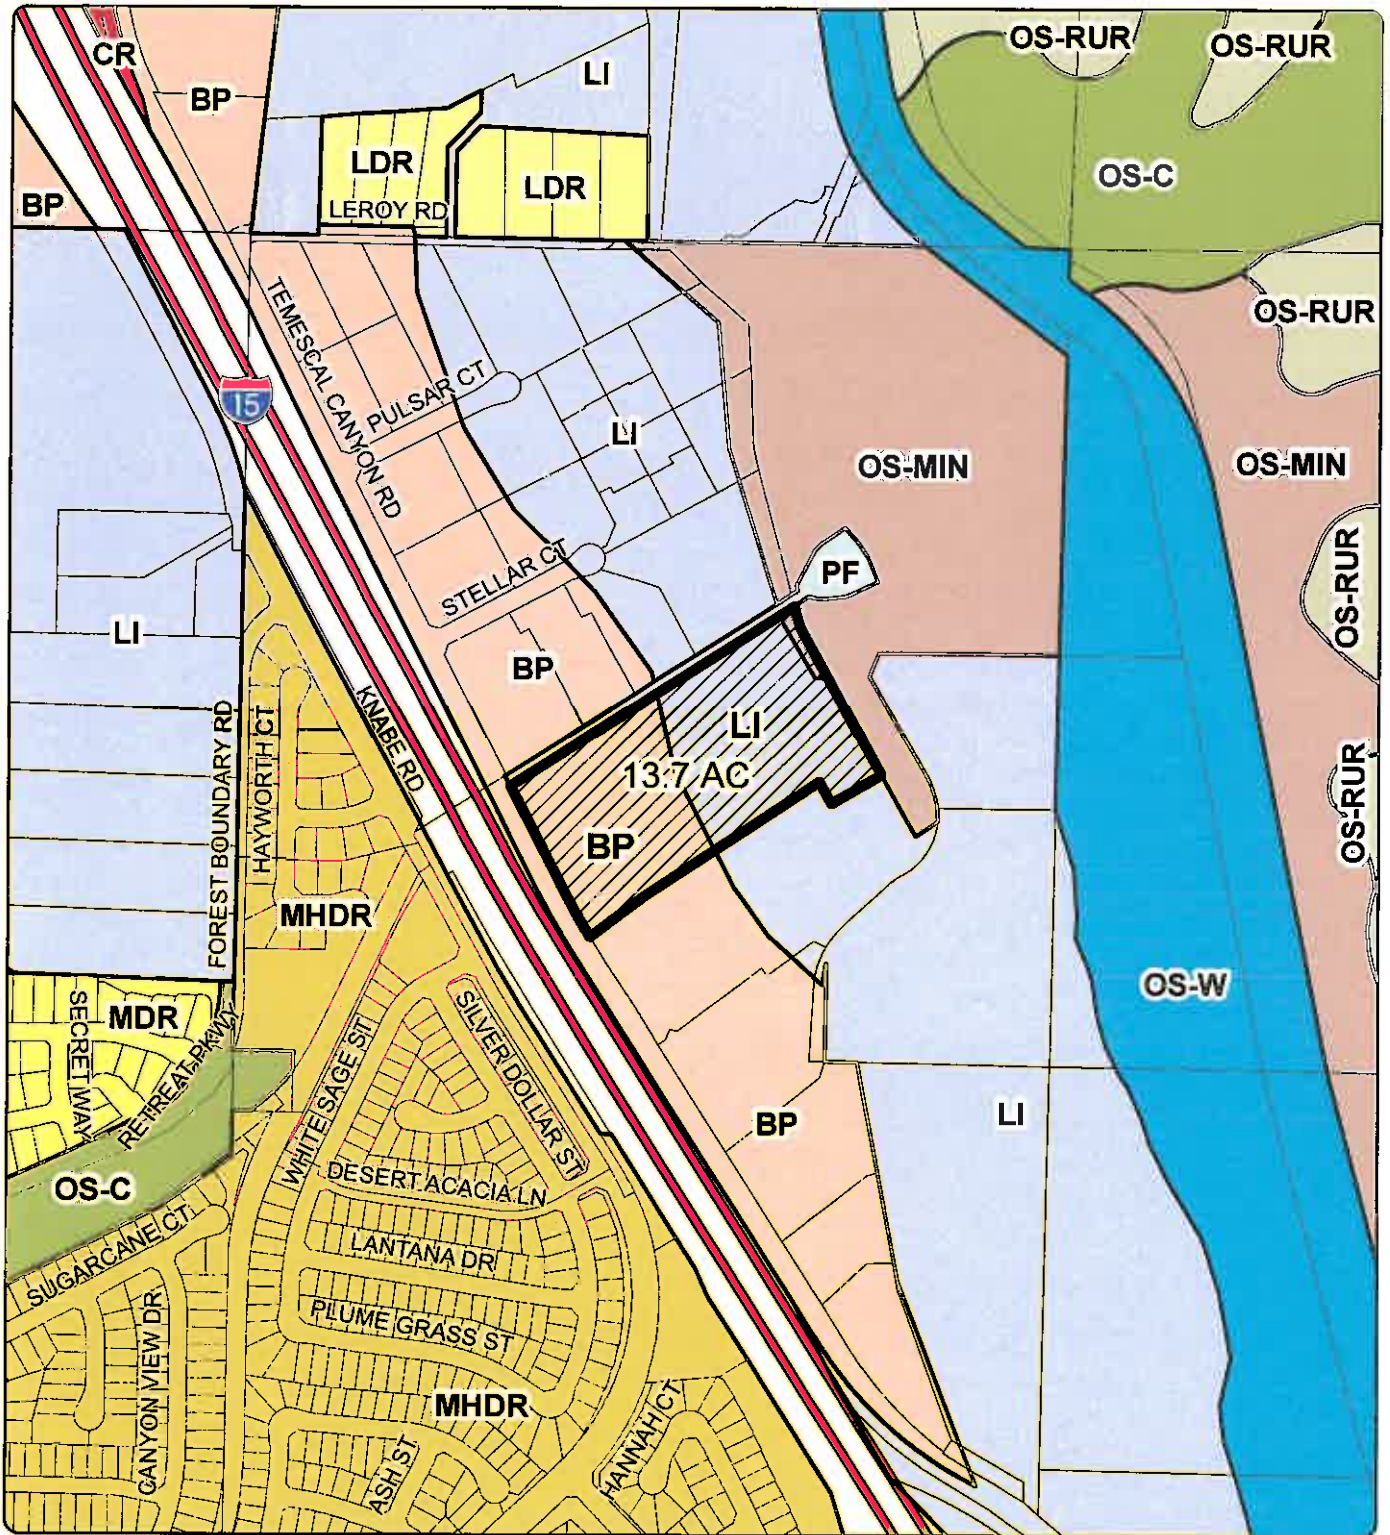 CR
BP
LI
OS-RUR
OS-RUR
LDR
LDR
OS-C
BP
LEROY RD
OS-RUR
TEMESCAL CANYON RD
15
PULSAR CT
LI
OS-MIN
OS-MIN
STELLAR CT
PF
OS-RUR
LI
BP
KNABE RD
LI
13.7 AC
FOREST BOUNDARY RD
HAYWORTH CT
BP
OS-RUR
MHDR
OS-W
SECRET WAY
MDR
RETREAT PKWY
WHITE SAGE ST
SILVER DOLLAR ST
BP
LI
OS-C
DESERT ACACIA LN
SUGARCANE CT
LANTANA DR
CANYON VIEW DR
PLUME GRASS ST
MHDR
HANNAH CT
ASH ST